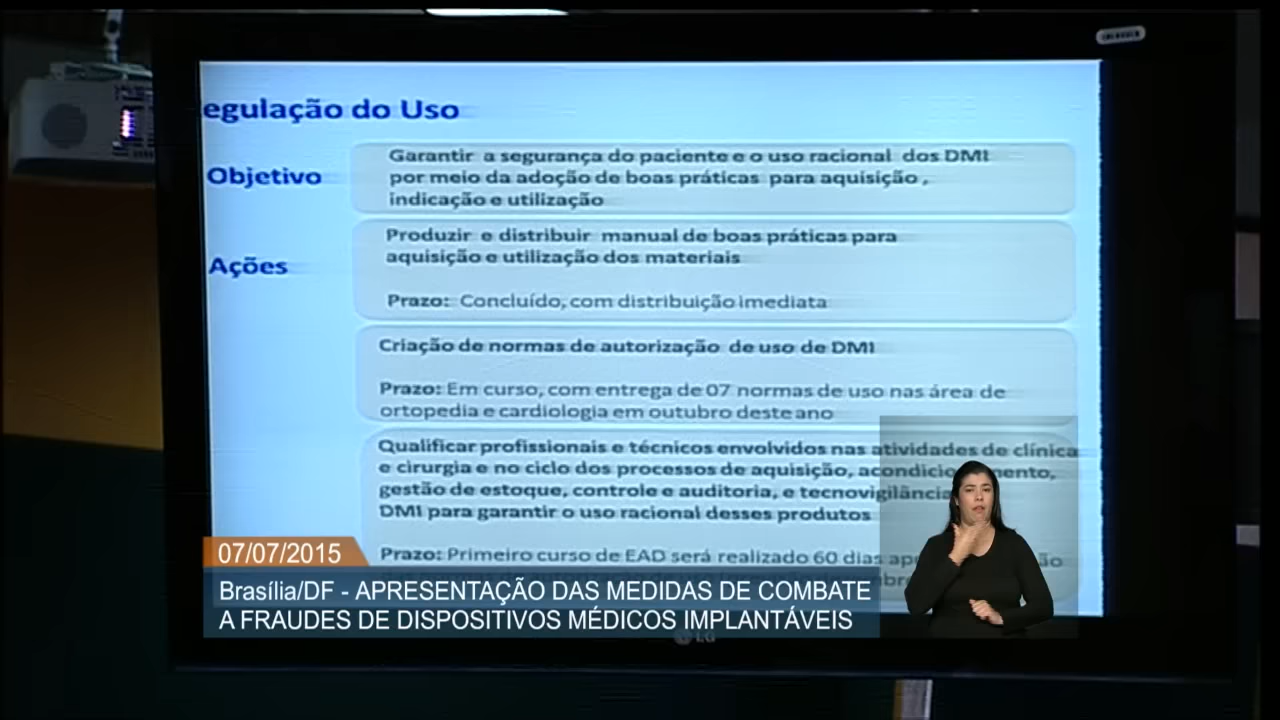 egulação do Uso
Objetivo
Garantir a segurança do paciente e o uso racional dos DMI
por meio da adoção de boas práticas para aquisição ,
indicação e utilização
Ações
Produzir e distribuir manual de boas práticas para
aquisição e utilização dos materiais
Prazo: Concluído, com distribuição imediata
Criação de normas de autorização de uso de DMI
Prazo: Em curso, com entrega de 07 normas de uso nas área de
ortopedia e cardiologia em outubro deste ano
Qualificar profissionais e técnicos envolvidos nas atividades de clínica
e cirurgia e no ciclo dos processos de aquisição,
gestão de estoque, controle e auditoria, e tecnovigilância
DMI para garantir o uso racional desses produtos
Prazo: Primeiro curso de EAD será realizado 60 dias
07/07/2015
Brasília/DF - APRESENTAÇÃO DAS MEDIDAS DE COMBATE
A FRAUDES DE DISPOSITIVOS MÉDICOS IMPLANTÁVEIS
LG